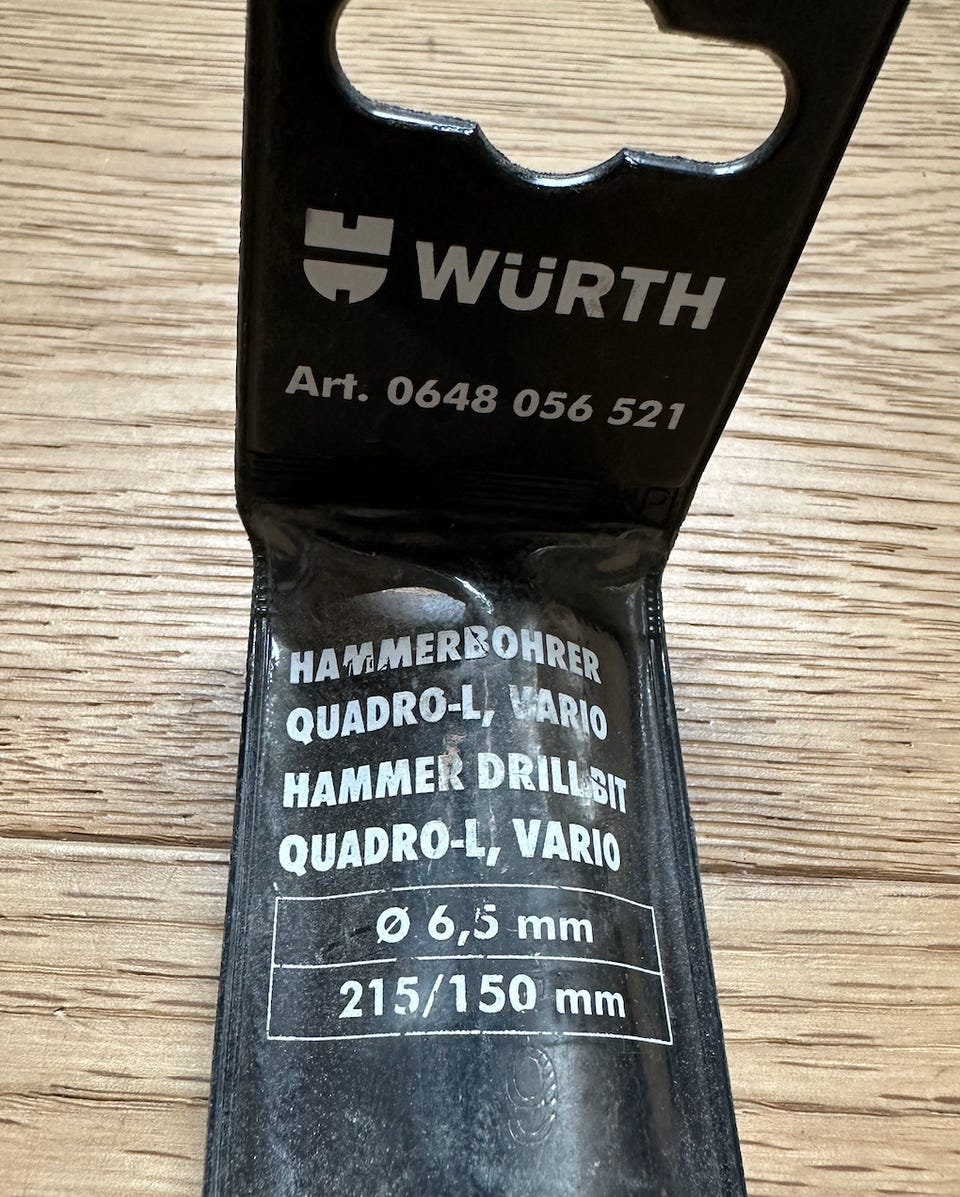 WÜRTH
Art. 0648 056 521
HAMMERBOHRER
QUADRO-L, VARIO
HAMMER DRILL BIT
QUADRO-L, VARIO
Ø 6,5 mm
215/150 mm